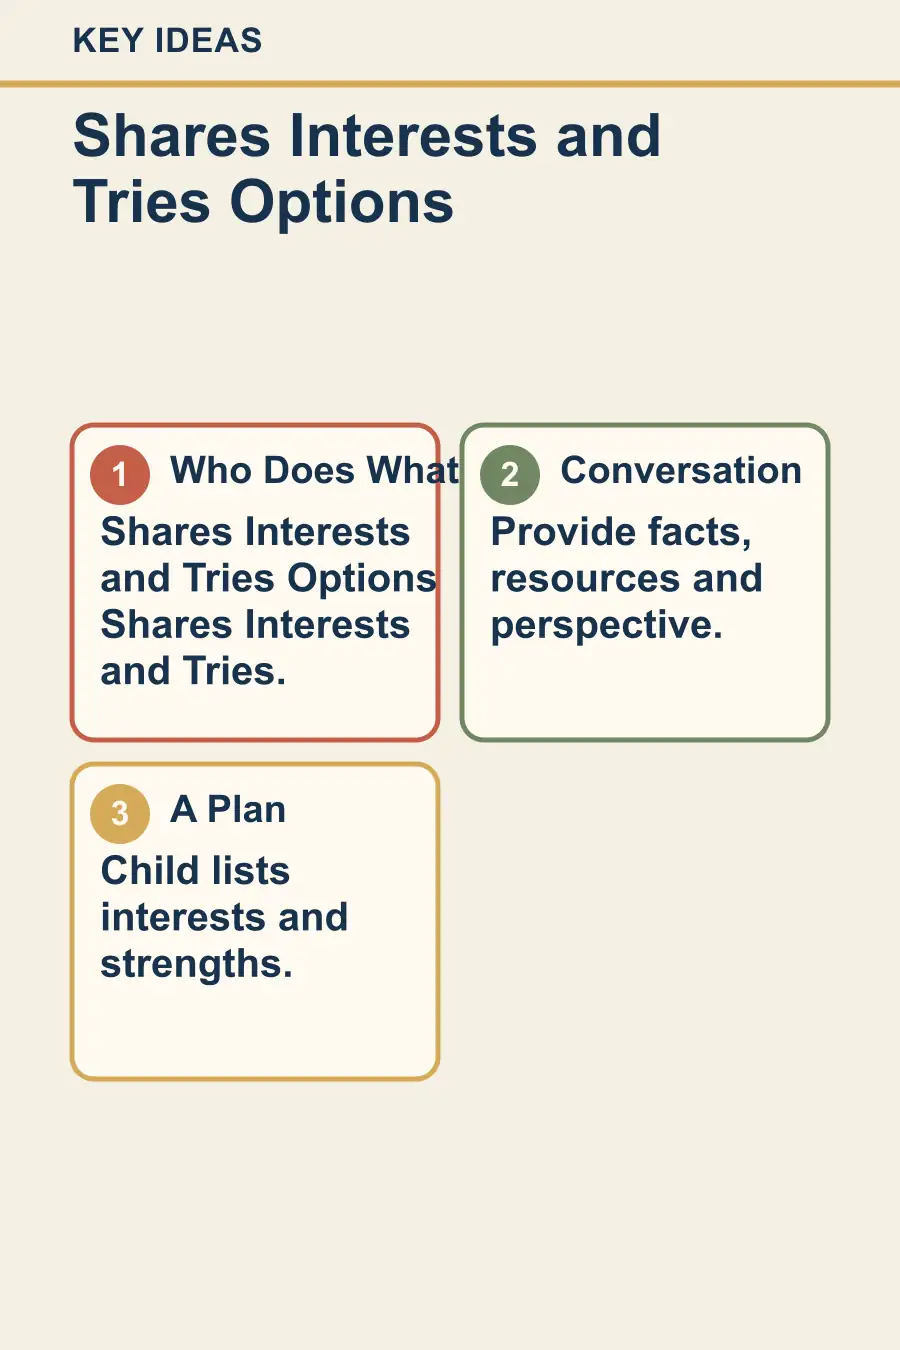 KEY IDEAS
Shares Interests and
Tries Options
1 Who Does What
Shares Interests
and Tries Options
Shares Interests
and Tries.
2 Conversation
Provide facts,
resources and
perspective.
3 A Plan
Child lists
interests and
strengths.